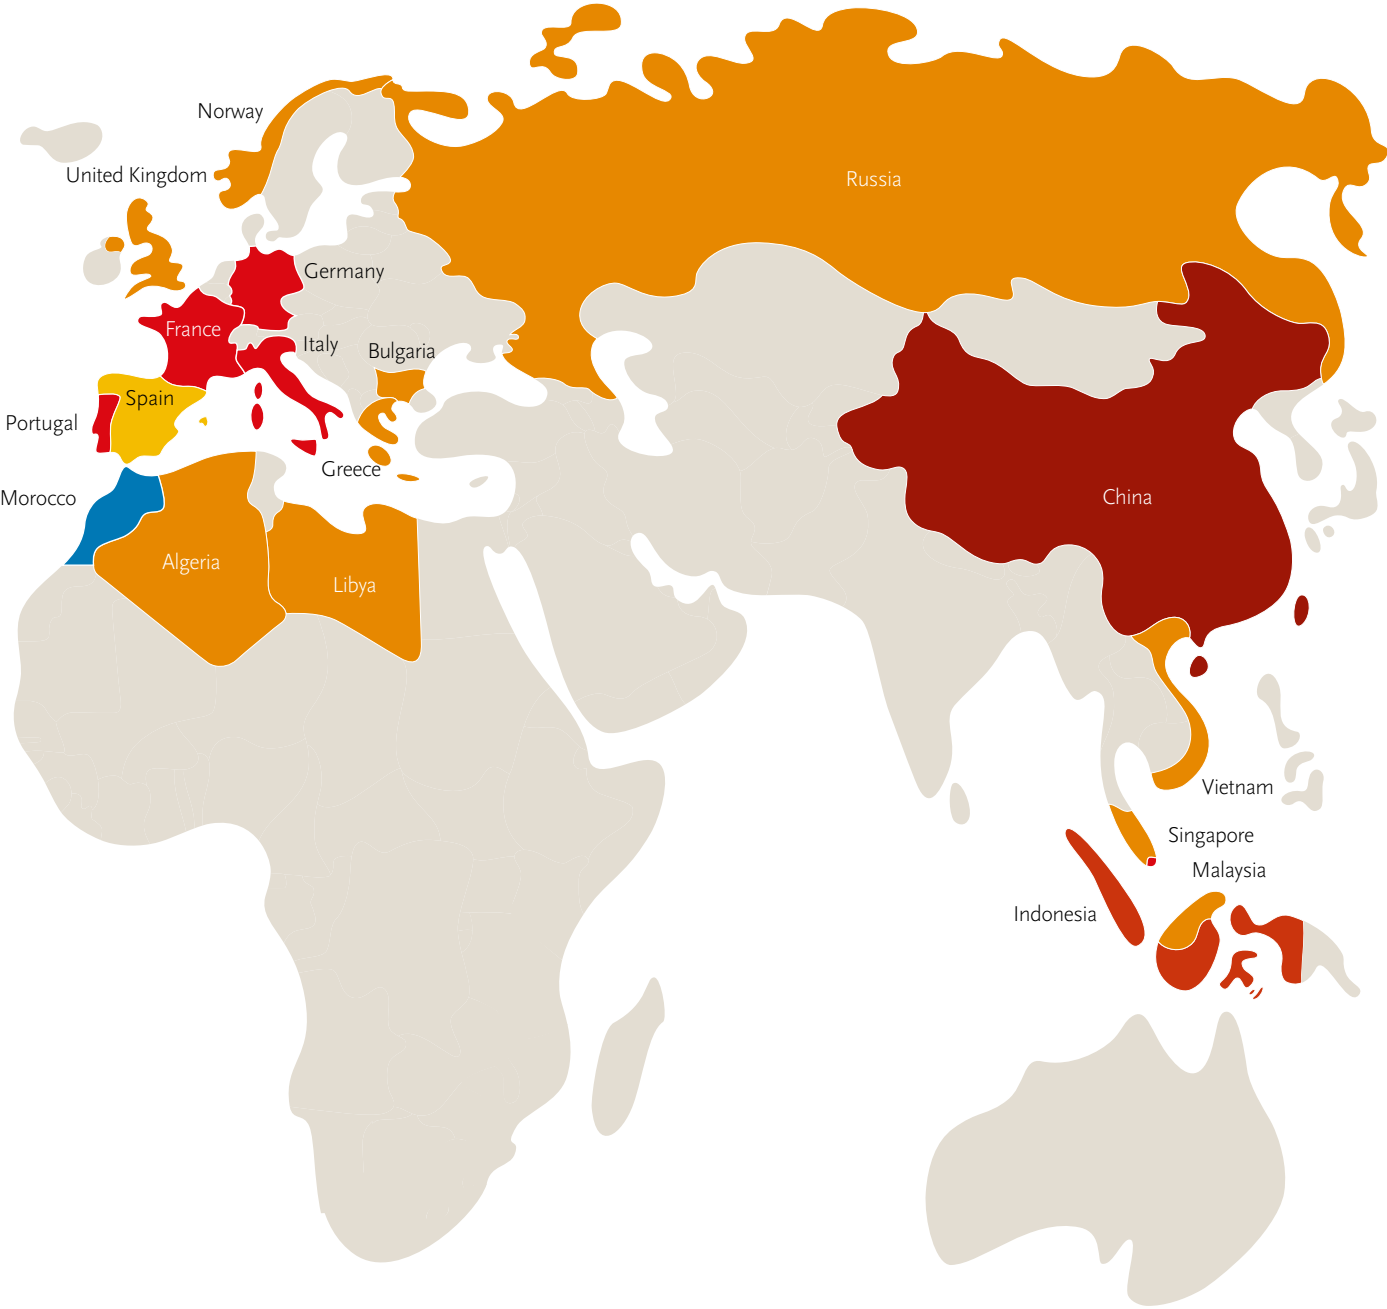 Norway
United Kingdom
Russia
Germany
France
Italy
Bulgaria
Spain
Portugal
Greece
Morocco
China
Algeria
Libya
Vietnam
Singapore
Malaysia
Indonesia